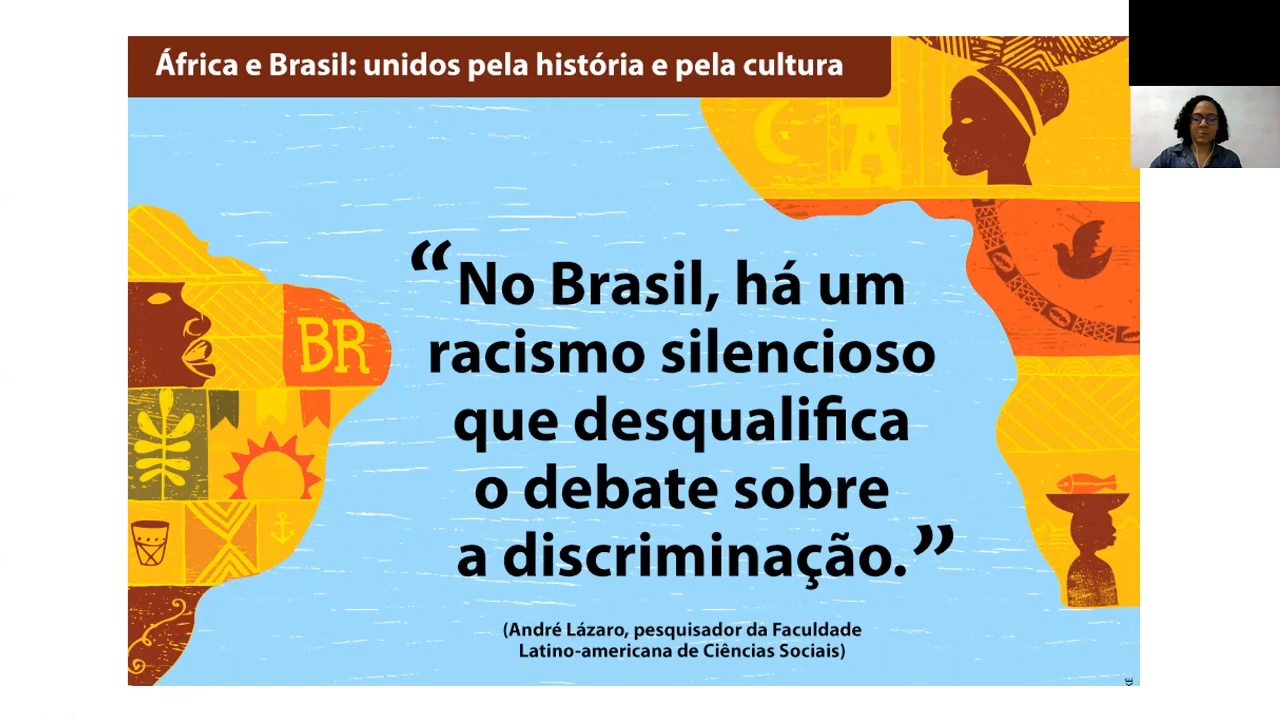 África e Brasil: unidos pela história e pela cultura
BR
“No Brasil, há um
racismo silencioso
que desqualifica
o debate sobre
a discriminação.”
(André Lázaro, pesquisador da Faculdade
Latino-americana de Ciências Sociais)